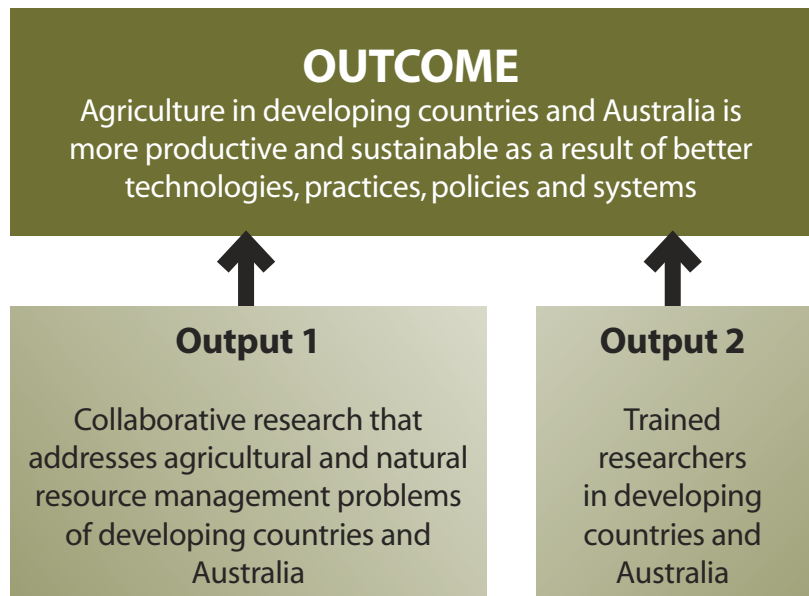 OUTCOME
Agriculture in developing countries and Australia is
more productive and sustainable as a result of better
technologies, practices, policies and systems
Output 1
Collaborative research that
addresses agricultural and natural
resource management problems
of developing countries and
Australia
Output 2
Trained
researchers
in developing
countries and
Australia